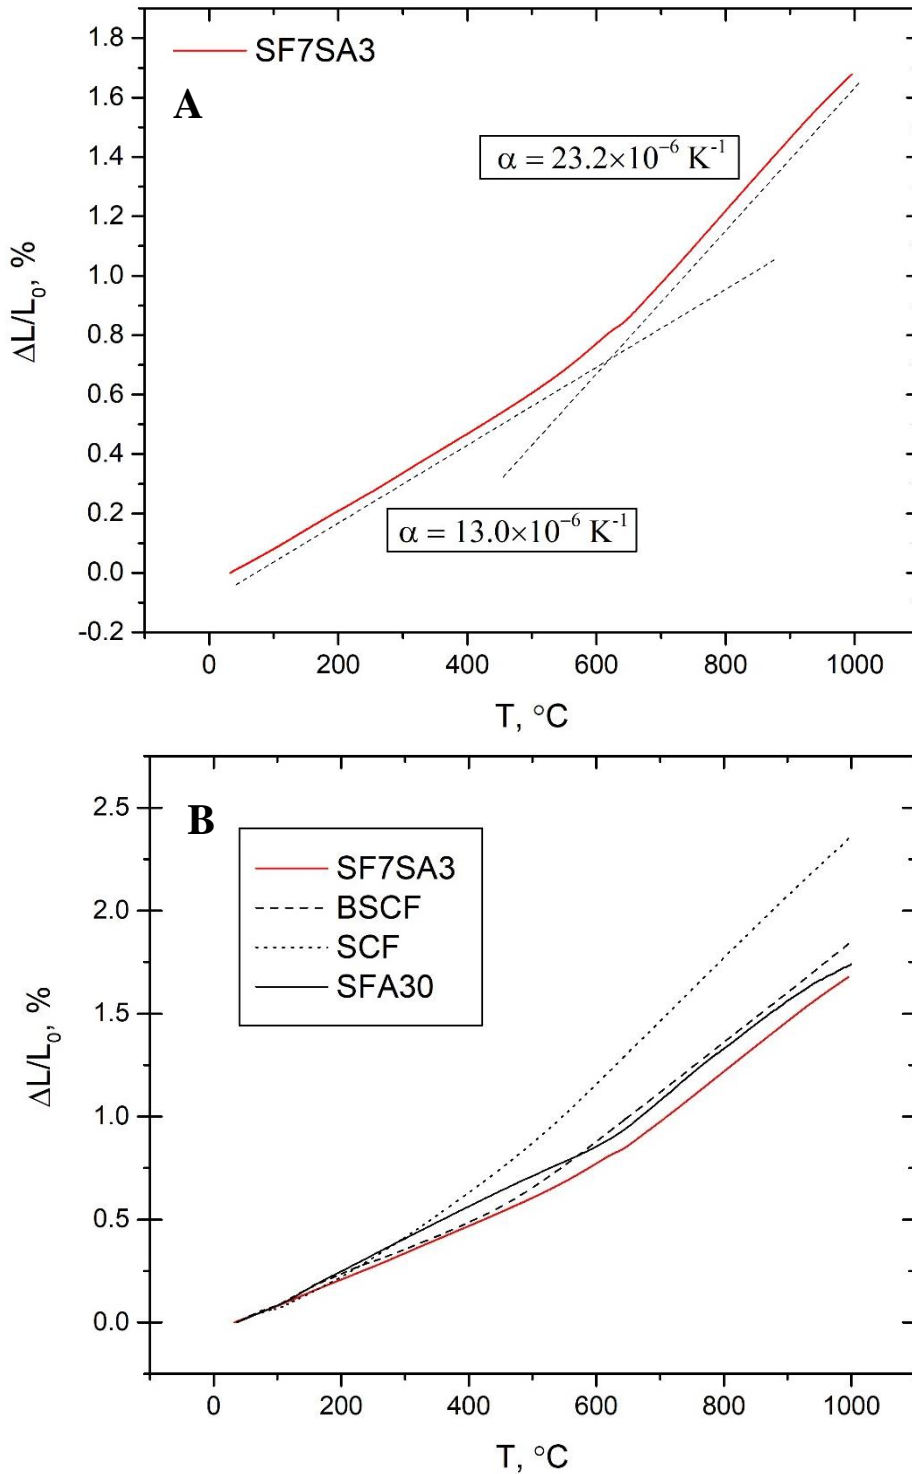 SF7SA3
A
1.8
1.6
1.4
1.2
1.0
0.8
0.6
0.4
0.2
0.0
-0.2
ΔL/L₀, %
α = 23.2×10⁻⁶ K⁻¹
α = 13.0×10⁻⁶ K⁻¹
0 200 400 600 800 1000
T, °C
B
SF7SA3
BSCF
SCF
SFA30
2.5
2.0
1.5
1.0
0.5
0.0
ΔL/L₀, %
0 200 400 600 800 1000
T, °C